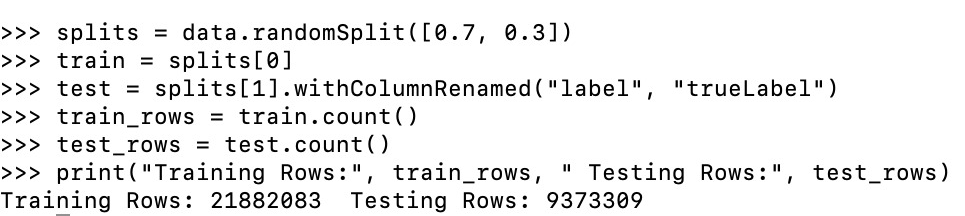 >>> splits = data.randomSplit([0.7, 0.3])
>>> train = splits[0]
>>> test = splits[1].withColumnRenamed("label", "trueLabel")
>>> train_rows = train.count()
>>> test_rows = test.count()
>>> print("Training Rows:", train_rows, " Testing Rows:", test_rows)
Training Rows: 21882083  Testing Rows: 9373309